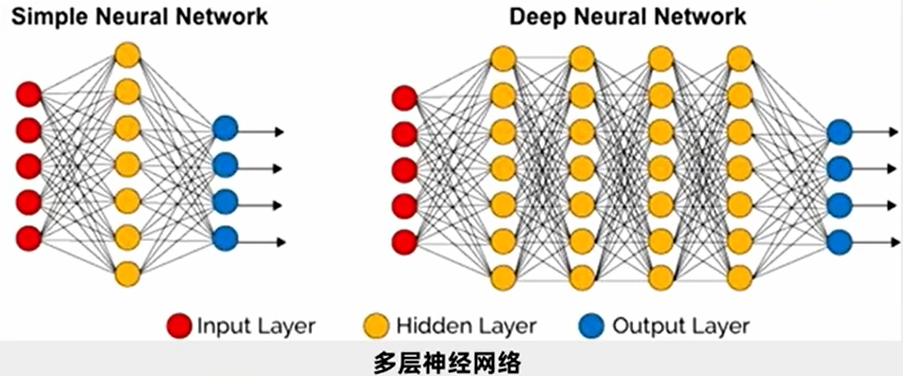 Simple Neural Network
Deep Neural Network
Input Layer
Hidden Layer
Output Layer
多层神经网络